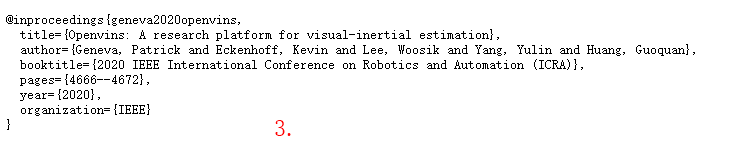 @inproceedings{geneva2020openvins,
  title={Openvins: A research platform for visual-inertial estimation},
  author={Geneva, Patrick and Eckenhoff, Kevin and Lee, Woosik and Yang, Yulin and Huang, Guoquan},
  booktitle={2020 IEEE International Conference on Robotics and Automation (ICRA)},
  pages={4666--4672},
  year={2020},
  organization={IEEE}
}
3.